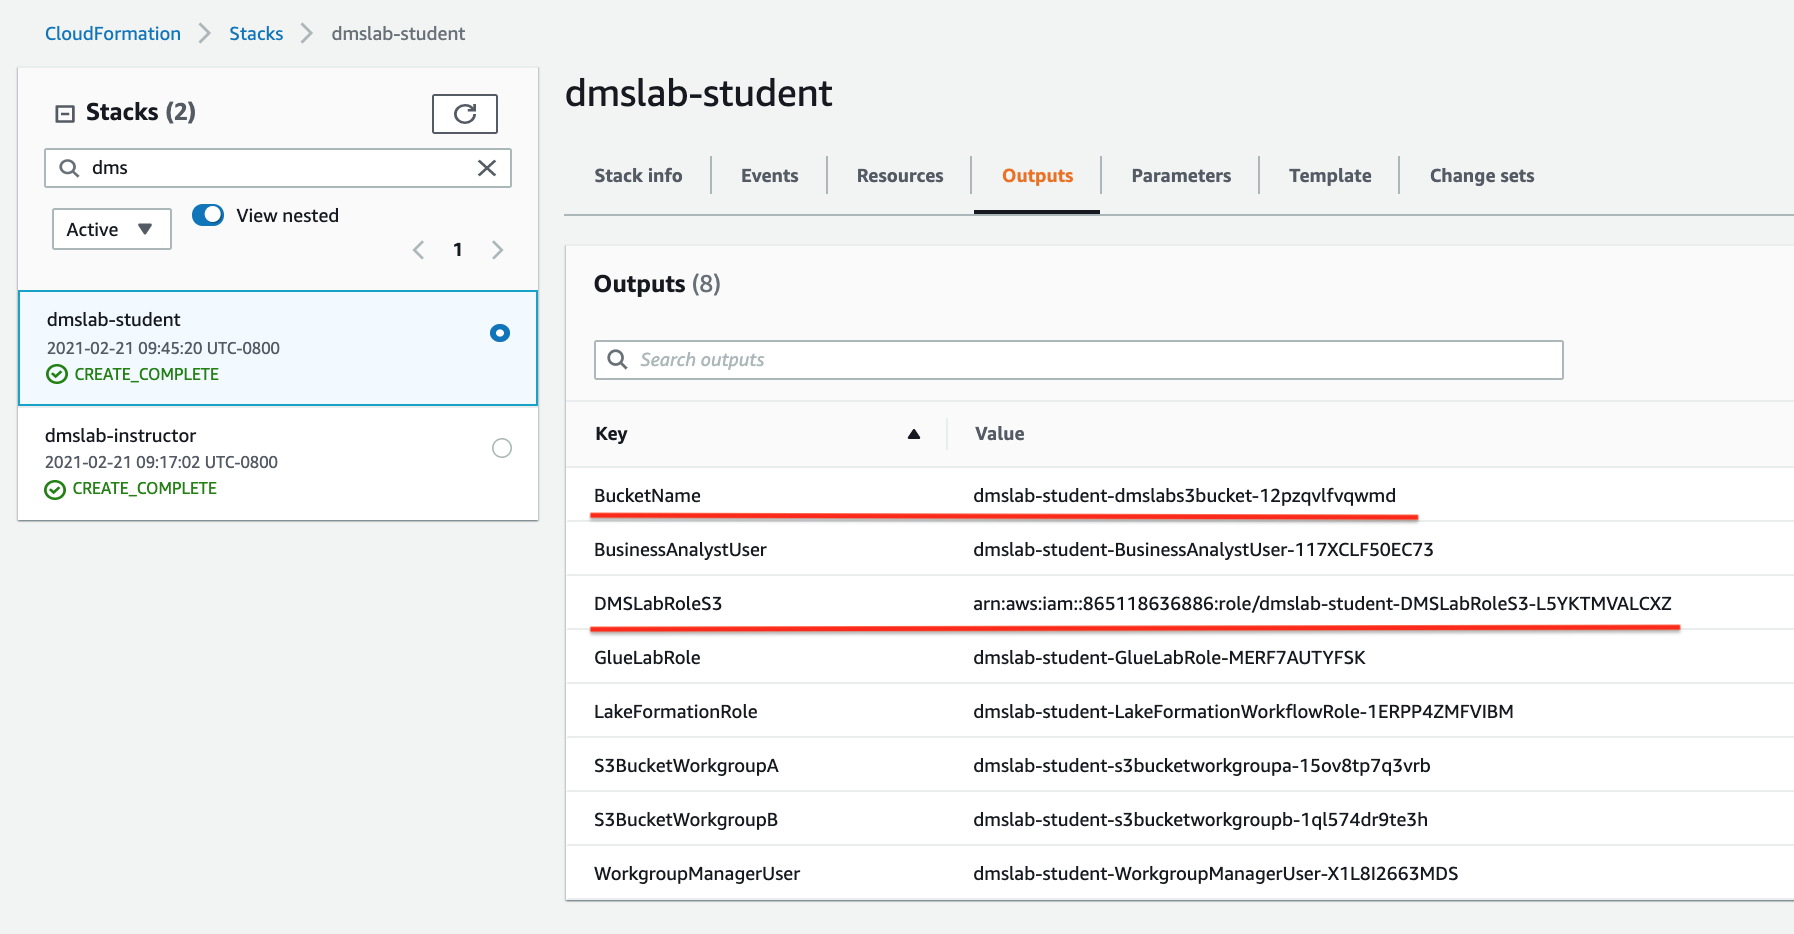 CloudFormation > Stacks > dmslab-student
Stacks (2)
dms
Active
View nested
1
dmslab-student
2021-02-21 09:45:20 UTC-0800
CREATE_COMPLETE
dmslab-instructor
2021-02-21 09:17:02 UTC-0800
CREATE_COMPLETE
dmslab-student
Stack info Events Resources Outputs Parameters Template Change sets
Outputs (8)
Search outputs
Key Value
BucketName dmslab-student-dmslabs3bucket-12pzqvlfvqwmd
BusinessAnalystUser dmslab-student-BusinessAnalystUser-117XCLF50EC73
DMSLabRoleS3 arn:aws:iam::865118636886:role/dmslab-student-DMSLabRoleS3-L5YKTMVALCXZ
GlueLabRole dmslab-student-GlueLabRole-MERF7AUTYFSK
LakeFormationRole dmslab-student-LakeFormationWorkflowRole-1ERPP4ZMFVIBM
S3BucketWorkgroupA dmslab-student-s3bucketworkgroupa-15ov8tp7q3vrb
S3BucketWorkgroupB dmslab-student-s3bucketworkgroupb-1ql574dr9te3h
WorkgroupManagerUser dmslab-student-WorkgroupManagerUser-X1L8I2663MDS